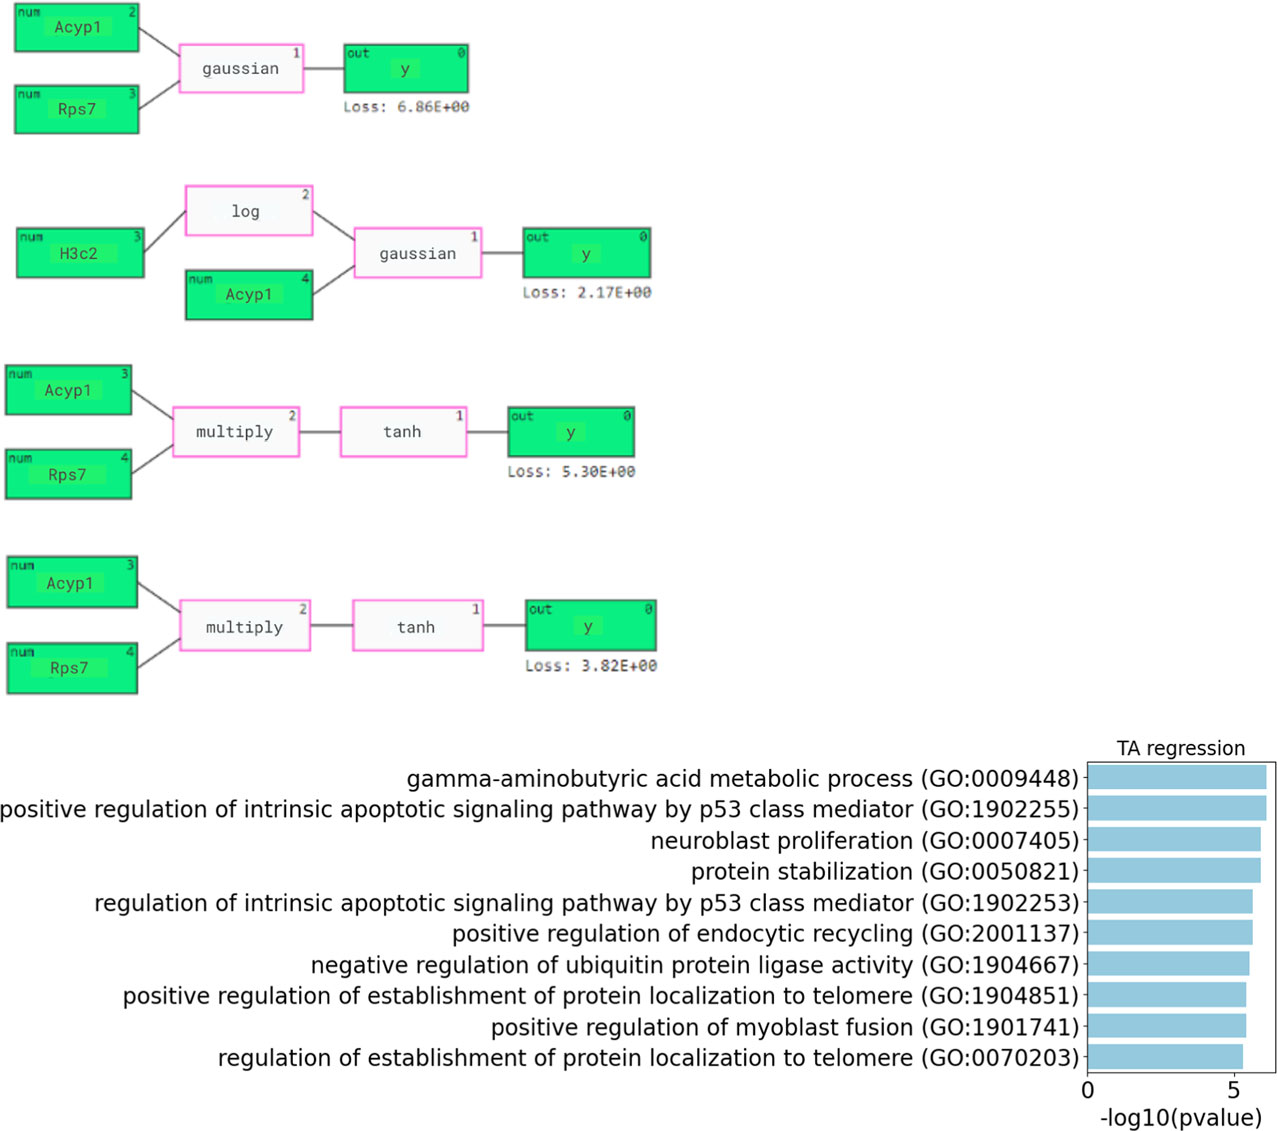 num 2
Acyp1
gaussian 1
out 0
y
Loss: 6.86E+00
num 3
Rps7
log 2
num 3
H3c2
gaussian 1
out 0
y
Loss: 2.17E+00
num 4
Acyp1
num 3
Acyp1
multiply 2
tanh 1
out 0
y
Loss: 5.30E+00
num 4
Rps7
num 3
Acyp1
multiply 2
tanh 1
out 0
y
Loss: 3.82E+00
num 4
Rps7
TA regression
gamma-aminobutyric acid metabolic process (GO:0009448)
positive regulation of intrinsic apoptotic signaling pathway by p53 class mediator (GO:1902255)
neuroblast proliferation (GO:0007405)
protein stabilization (GO:0050821)
regulation of intrinsic apoptotic signaling pathway by p53 class mediator (GO:1902253)
positive regulation of endocytic recycling (GO:2001137)
negative regulation of ubiquitin protein ligase activity (GO:1904667)
positive regulation of establishment of protein localization to telomere (GO:1904851)
positive regulation of myoblast fusion (GO:1901741)
regulation of establishment of protein localization to telomere (GO:0070203)
0 5
-log10(pvalue)